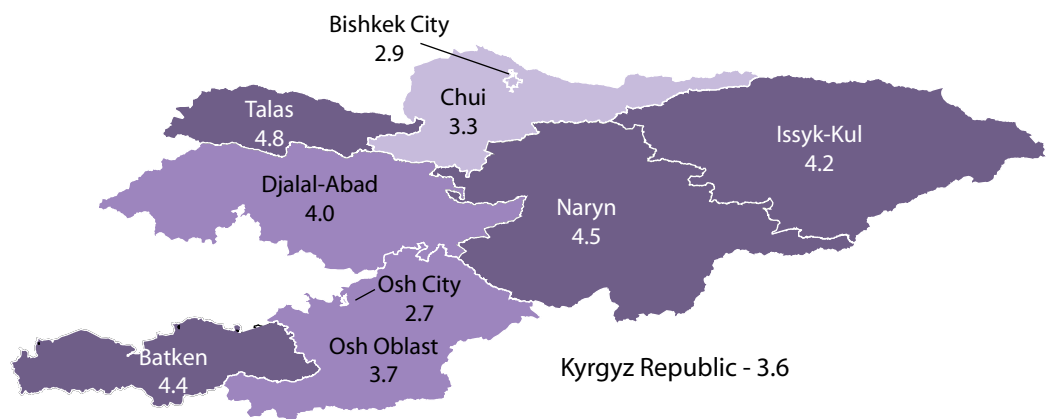 Bishkek City
2.9
Talas
4.8
Chui
3.3
Issyk-Kul
4.2
Djalal-Abad
4.0
Naryn
4.5
Osh City
2.7
Osh Oblast
3.7
Batken
4.4
Kyrgyz Republic - 3.6